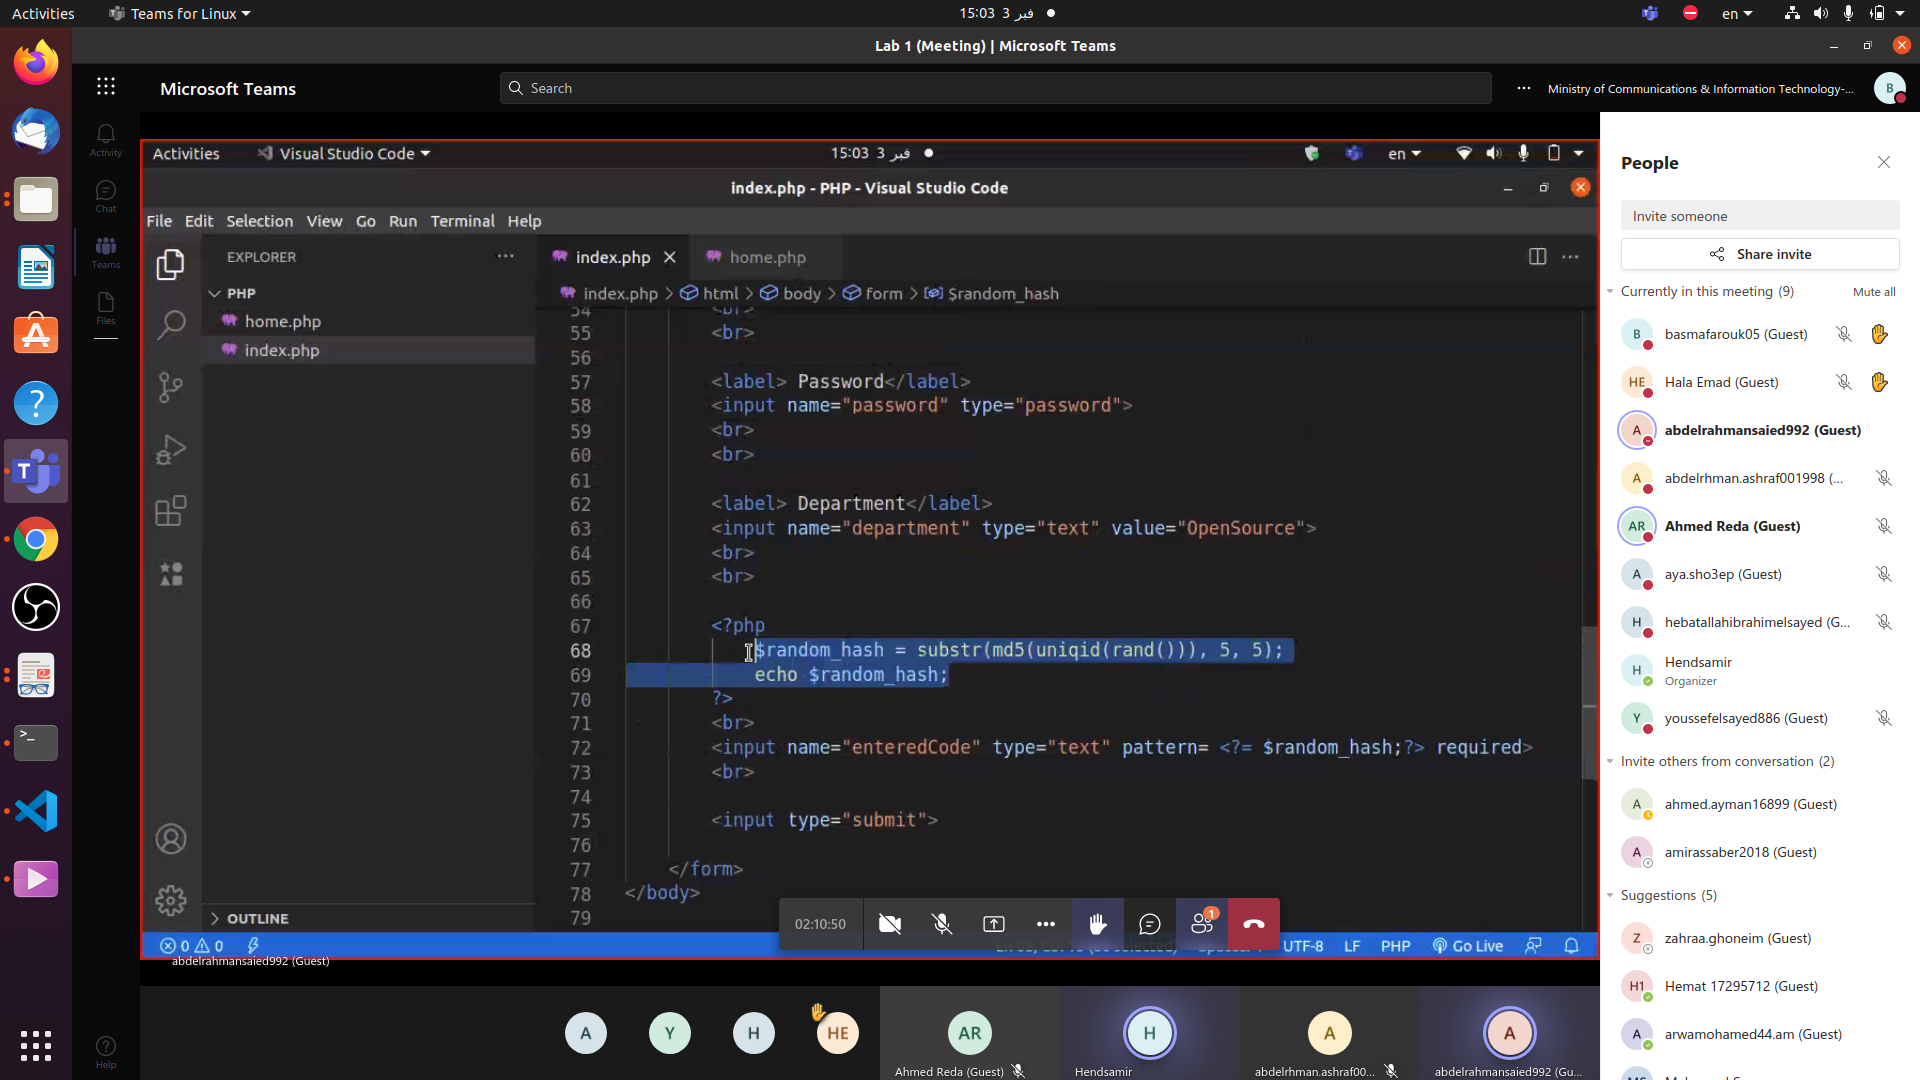 Activities
Teams for Linux
15:03 3 فبر
en
Lab 1 (Meeting) | Microsoft Teams
Microsoft Teams
Search
Ministry of Communications & Information Technology-...
B
Activity
Chat
Teams
Files
Help
Activities
Visual Studio Code
15:03 3 فبر
en
index.php - PHP - Visual Studio Code
File Edit Selection View Go Run Terminal Help
EXPLORER
PHP
home.php
index.php
OUTLINE
index.php
home.php
index.php > html > body > form > $random_hash
54 <br>
55 <br>
56
57 <label> Password</label>
58 <input name="password" type="password">
59 <br>
60 <br>
61
62 <label> Department</label>
63 <input name="department" type="text" value="OpenSource">
64 <br>
65 <br>
66
67 <?php
68 $random_hash = substr(md5(uniqid(rand())), 5, 5);
69 echo $random_hash;
70 ?>
71 <br>
72 <input name="enteredCode" type="text" pattern= <?= $random_hash;?> required>
73 <br>
74
75 <input type="submit">
76
77 </form>
78 </body>
79
02:10:50
1
0 0
UTF-8 LF PHP Go Live
abdelrahmansaied992 (Guest)
A
Y
H
HE
AR
Ahmed Reda (Guest)
H
Hendsamir
A
abdelrhman.ashraf00...
A
abdelrahmansaied992 (Gu...
People
Invite someone
Share invite
Currently in this meeting (9)
Mute all
B basmafarouk05 (Guest)
HE Hala Emad (Guest)
A abdelrahmansaied992 (Guest)
A abdelrhman.ashraf001998 (...
AR Ahmed Reda (Guest)
A aya.sho3ep (Guest)
H hebatallahibrahimelsayed (G...
H Hendsamir
Organizer
Y youssefelsayed886 (Guest)
Invite others from conversation (2)
A ahmed.ayman16899 (Guest)
A amirassaber2018 (Guest)
Suggestions (5)
Z zahraa.ghoneim (Guest)
H1 Hemat 17295712 (Guest)
A arwamohamed44.am (Guest)